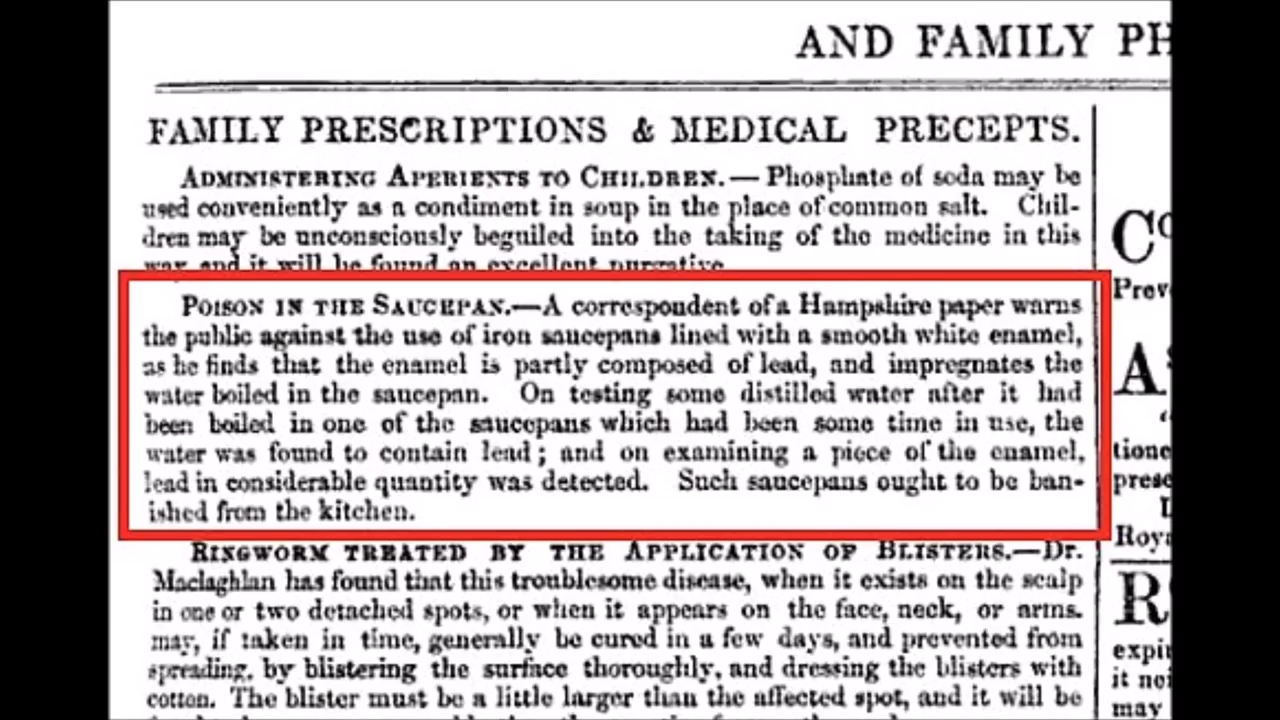 AND FAMILY PH
FAMILY PRESCRIPTIONS & MEDICAL PRECEPTS.
ADMINISTERING APERIENTS TO CHILDREN.—Phosphate of soda may be
used conveniently as a condiment in soup in the place of common salt. Chil-
dren may be unconsciously beguiled into the taking of the medicine in this
way and it will be found an excellent purgative
POISON IN THE SAUCEPAN.—A correspondent of a Hampshire paper warns
the public against the use of iron saucepans lined with a smooth white enamel,
as he finds that the enamel is partly composed of lead, and impregnates the
water boiled in the saucepan. On testing some distilled water after it had
been boiled in one of the saucepans which had been some time in use, the
water was found to contain lead; and on examining a piece of the enamel,
lead in considerable quantity was detected. Such saucepans ought to be ban-
ished from the kitchen.
RINGWORM TREATED BY THE APPLICATION OF BLISTERS.—Dr.
Maclaghlan has found that this troublesome disease, when it exists on the scalp
in one or two detached spots, or when it appears on the face, neck, or arms.
may, if taken in time, generally be cured in a few days, and prevented from
spreading, by blistering the surface thoroughly, and dressing the blisters with
cotton. The blister must be a little larger than the affected spot, and it will be
CO
Prev
A
tione
prese
Roya
R
expi
it nei
may